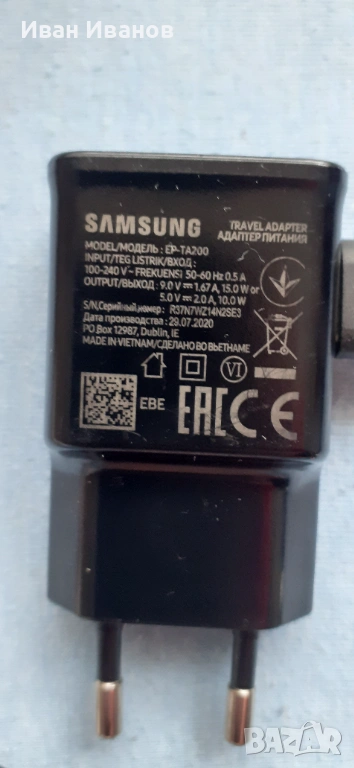 Иван Иванов
SAMSUNG
TRAVEL ADAPTER
АДАПТЕР ПИТАНИЯ
MODEL/МОДЕЛЬ: EP-TA200
INPUT/TEG LISTRIK/ВХОД:
100-240 V~ FREKUENSI 50-60 Hz 0.5 A
OUTPUT/ВЫХОД: 9.0 V⎓ 1.67 A, 15.0 W or
5.0 V⎓ 2.0 A, 10.0 W
S/N,Серийный номер: R37N7WZ14N2SE3
Produced/Изготовлено: 29.07.2020
PO Box 12987, Dublin, IE
MADE IN VIETNAM/СДЕЛАНО ВО ВЬЕТНАМЕ
VI
EBE
EAC CE
BAZAR